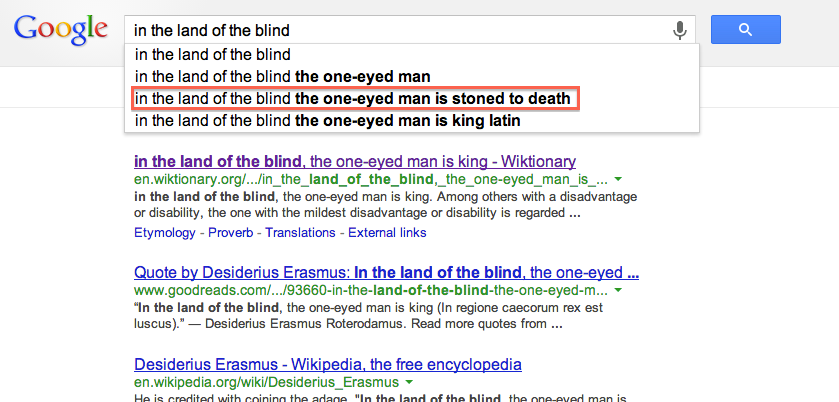 Google
in the land of the blind
in the land of the blind
in the land of the blind the one-eyed man
in the land of the blind the one-eyed man is stoned to death
in the land of the blind the one-eyed man is king latin
in the land of the blind, the one-eyed man is king - Wiktionary
en.wiktionary.org/.../in_the_land_of_the_blind,_the_one-eyed_man_is_...
in the land of the blind, the one-eyed man is king. Among others with a disadvantage
or disability, the one with the mildest disadvantage or disability is regarded ...
Etymology - Proverb - Translations - External links
Quote by Desiderius Erasmus: In the land of the blind, the one-eyed ...
www.goodreads.com/.../93660-in-the-land-of-the-blind-the-one-eyed-m...
“In the land of the blind, the one-eyed man is king (In regione caecorum rex est
luscus).” — Desiderius Erasmus Roterodamus. Read more quotes from ...
Desiderius Erasmus - Wikipedia, the free encyclopedia
en.wikipedia.org/wiki/Desiderius_Erasmus
He is credited with coining the adage, "In the land of the blind, the one-eyed man is